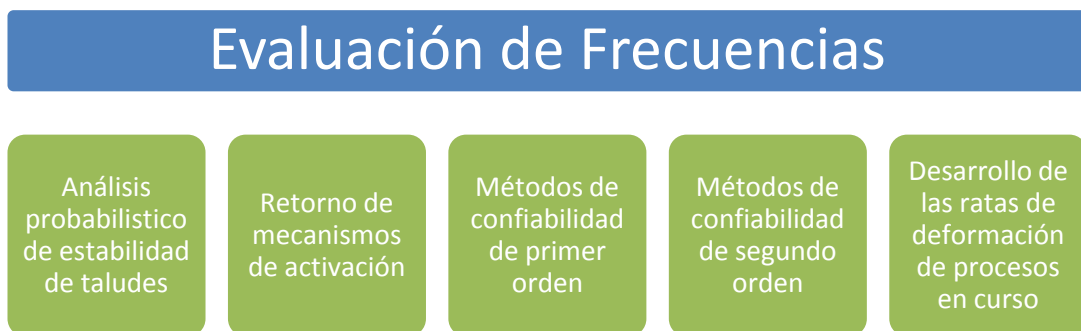 Evaluación de Frecuencias
Análisis
probabilistico
de estabilidad
de taludes
Retorno de
mecanismos
de activación
Métodos de
confiabilidad
de primer
orden
Métodos de
confiabilidad
de segundo
orden
Desarrollo de
las ratas de
deformación
de procesos
en curso